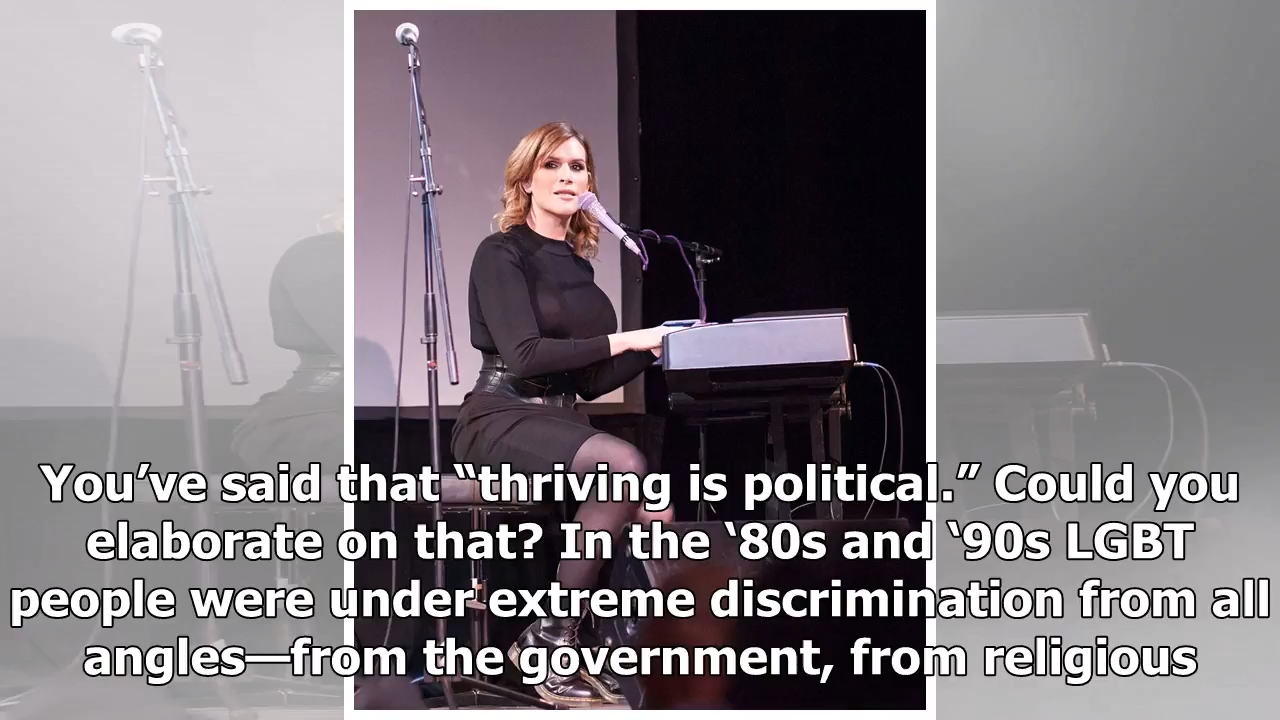 You’ve said that “thriving is political.” Could you
elaborate on that? In the ‘80s and ‘90s LGBT
people were under extreme discrimination from all
angles—from the government, from religious